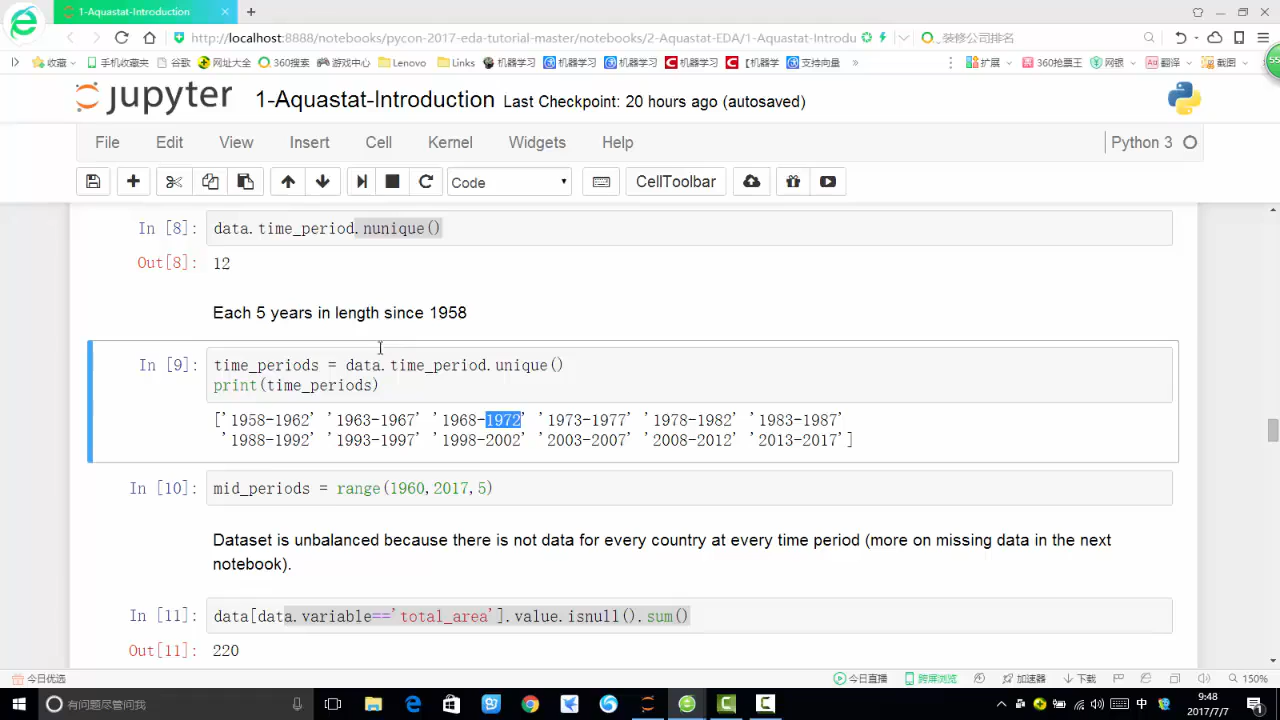 1-Aquastat-Introduction
http://localhost:8888/notebooks/pycon-2017-eda-tutorial-master/notebooks/2-Aquastat-EDA/1-Aquastat-Introdu
装修公司排名
收藏 手机收藏夹 谷歌 网址大全 360搜索 游戏中心 Lenovo Links 机器学习 机器学习 机器学习 机器学习 【机器学 支持向量 » 扩展 360抢票王 网银 翻译 截图
jupyter 1-Aquastat-Introduction Last Checkpoint: 20 hours ago (autosaved)
File Edit View Insert Cell Kernel Widgets Help Python 3
Code CellToolbar
In [8]: data.time_period.nunique()
Out[8]: 12
Each 5 years in length since 1958
In [9]: time_periods = data.time_period.unique()
print(time_periods)
['1958-1962' '1963-1967' '1968-1972' '1973-1977' '1978-1982' '1983-1987'
'1988-1992' '1993-1997' '1998-2002' '2003-2007' '2008-2012' '2013-2017']
In [10]: mid_periods = range(1960,2017,5)
Dataset is unbalanced because there is not data for every country at every time period (more on missing data in the next
notebook).
In [11]: data[data.variable=='total_area'].value.isnull().sum()
Out[11]: 220
今日优选 今日直播 跨屏浏览 加速器 下载 150%
有问题尽管问我 中 9:48
2017/7/7